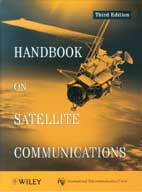 Third Edition
HANDBOOK
ON
SATELLITE
COMMUNICATIONS
WILEY
International Telecommunication Union